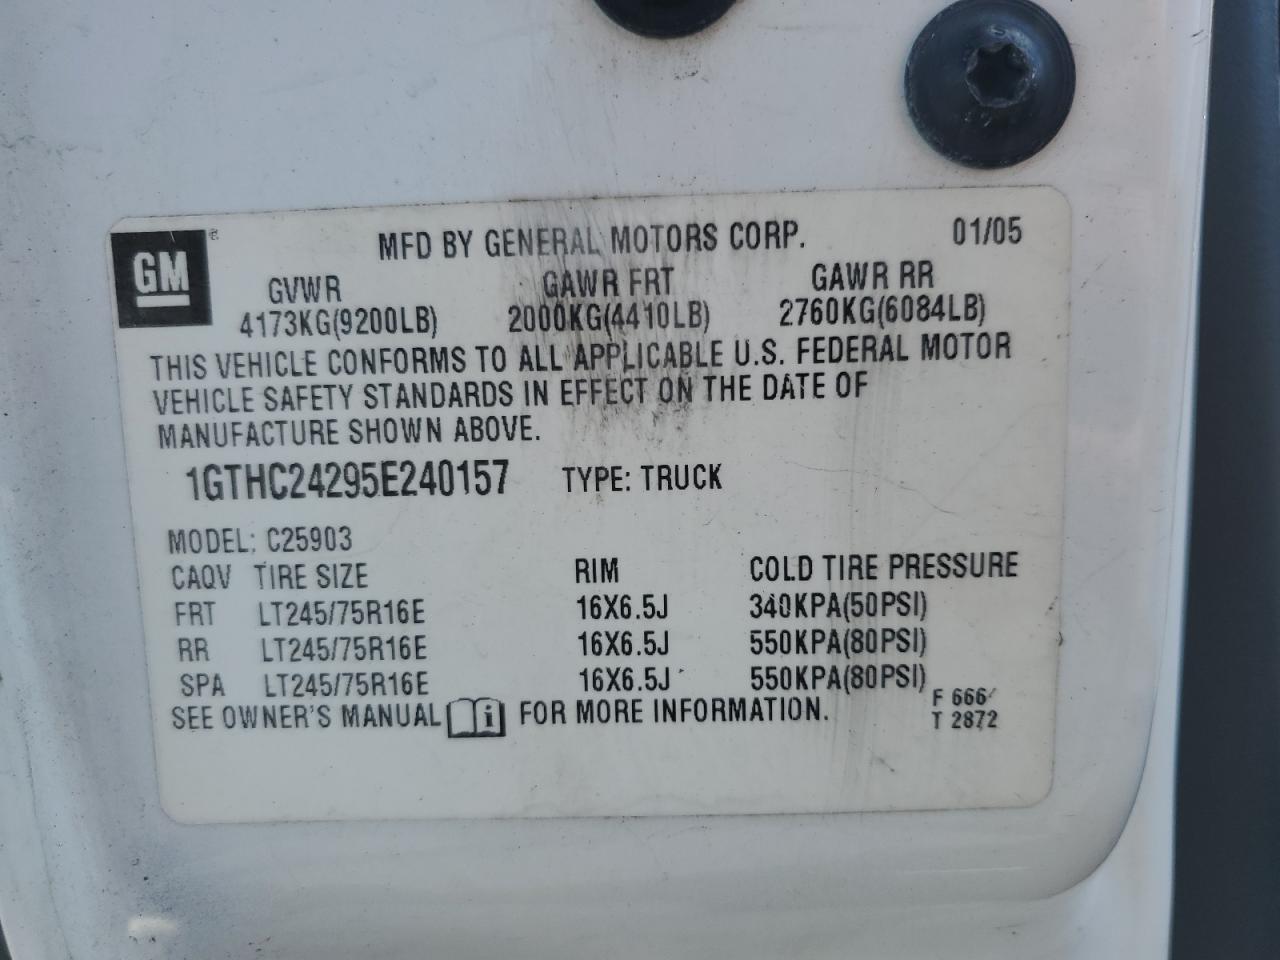 GM ®
MFD BY GENERAL MOTORS CORP. 01/05
GVWR GAWR FRT GAWR RR
4173KG(9200LB) 2000KG(4410LB) 2760KG(6084LB)
THIS VEHICLE CONFORMS TO ALL APPLICABLE U.S. FEDERAL MOTOR
VEHICLE SAFETY STANDARDS IN EFFECT ON THE DATE OF
MANUFACTURE SHOWN ABOVE.
1GTHC24295E240157 TYPE: TRUCK
MODEL: C25903
CAQV TIRE SIZE RIM COLD TIRE PRESSURE
FRT LT245/75R16E 16X6.5J 340KPA(50PSI)
RR LT245/75R16E 16X6.5J 550KPA(80PSI)
SPA LT245/75R16E 16X6.5J 550KPA(80PSI)
SEE OWNER'S MANUAL i FOR MORE INFORMATION.
F
T 2872